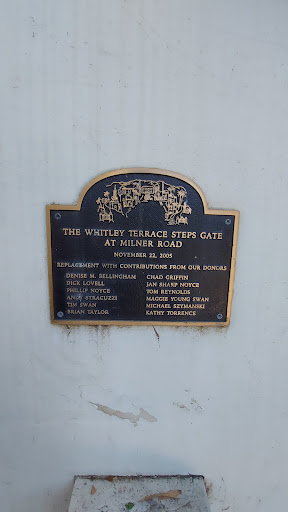 THE WHITLEY TERRACE STEPS GATE
AT MILNER ROAD
NOVEMBER 22, 2005
REPLACEMENT WITH CONTRIBUTIONS FROM OUR DONORS
DENISE M. BELLINGHAM CHAD GRIFFIN
DICK LOVELL JAN SHARP NOYCE
PHILLIP NOYCE TOM REYNOLDS
ANDY STRACUZZI MAGGIE YOUNG SWAN
TIM SWAN MICHAEL SZYMANSKI
BRIAN TAYLOR KATHY TORRENCE